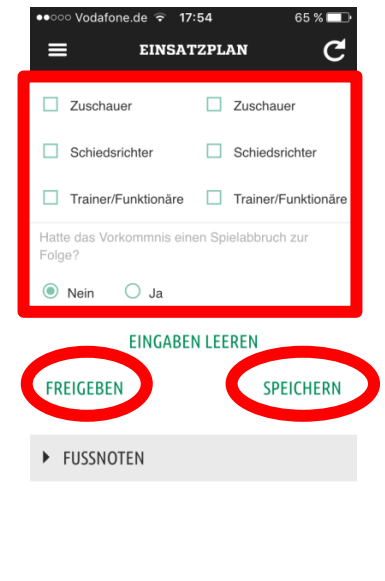 Vodafone.de 17:54 65 %
EINSATZPLAN
Zuschauer Zuschauer
Schiedsrichter Schiedsrichter
Trainer/Funktionäre Trainer/Funktionäre
Hatte das Vorkommnis einen Spielabbruch zur
Folge?
Nein Ja
EINGABEN LEEREN
FREIGEBEN SPEICHERN
FUSSNOTEN